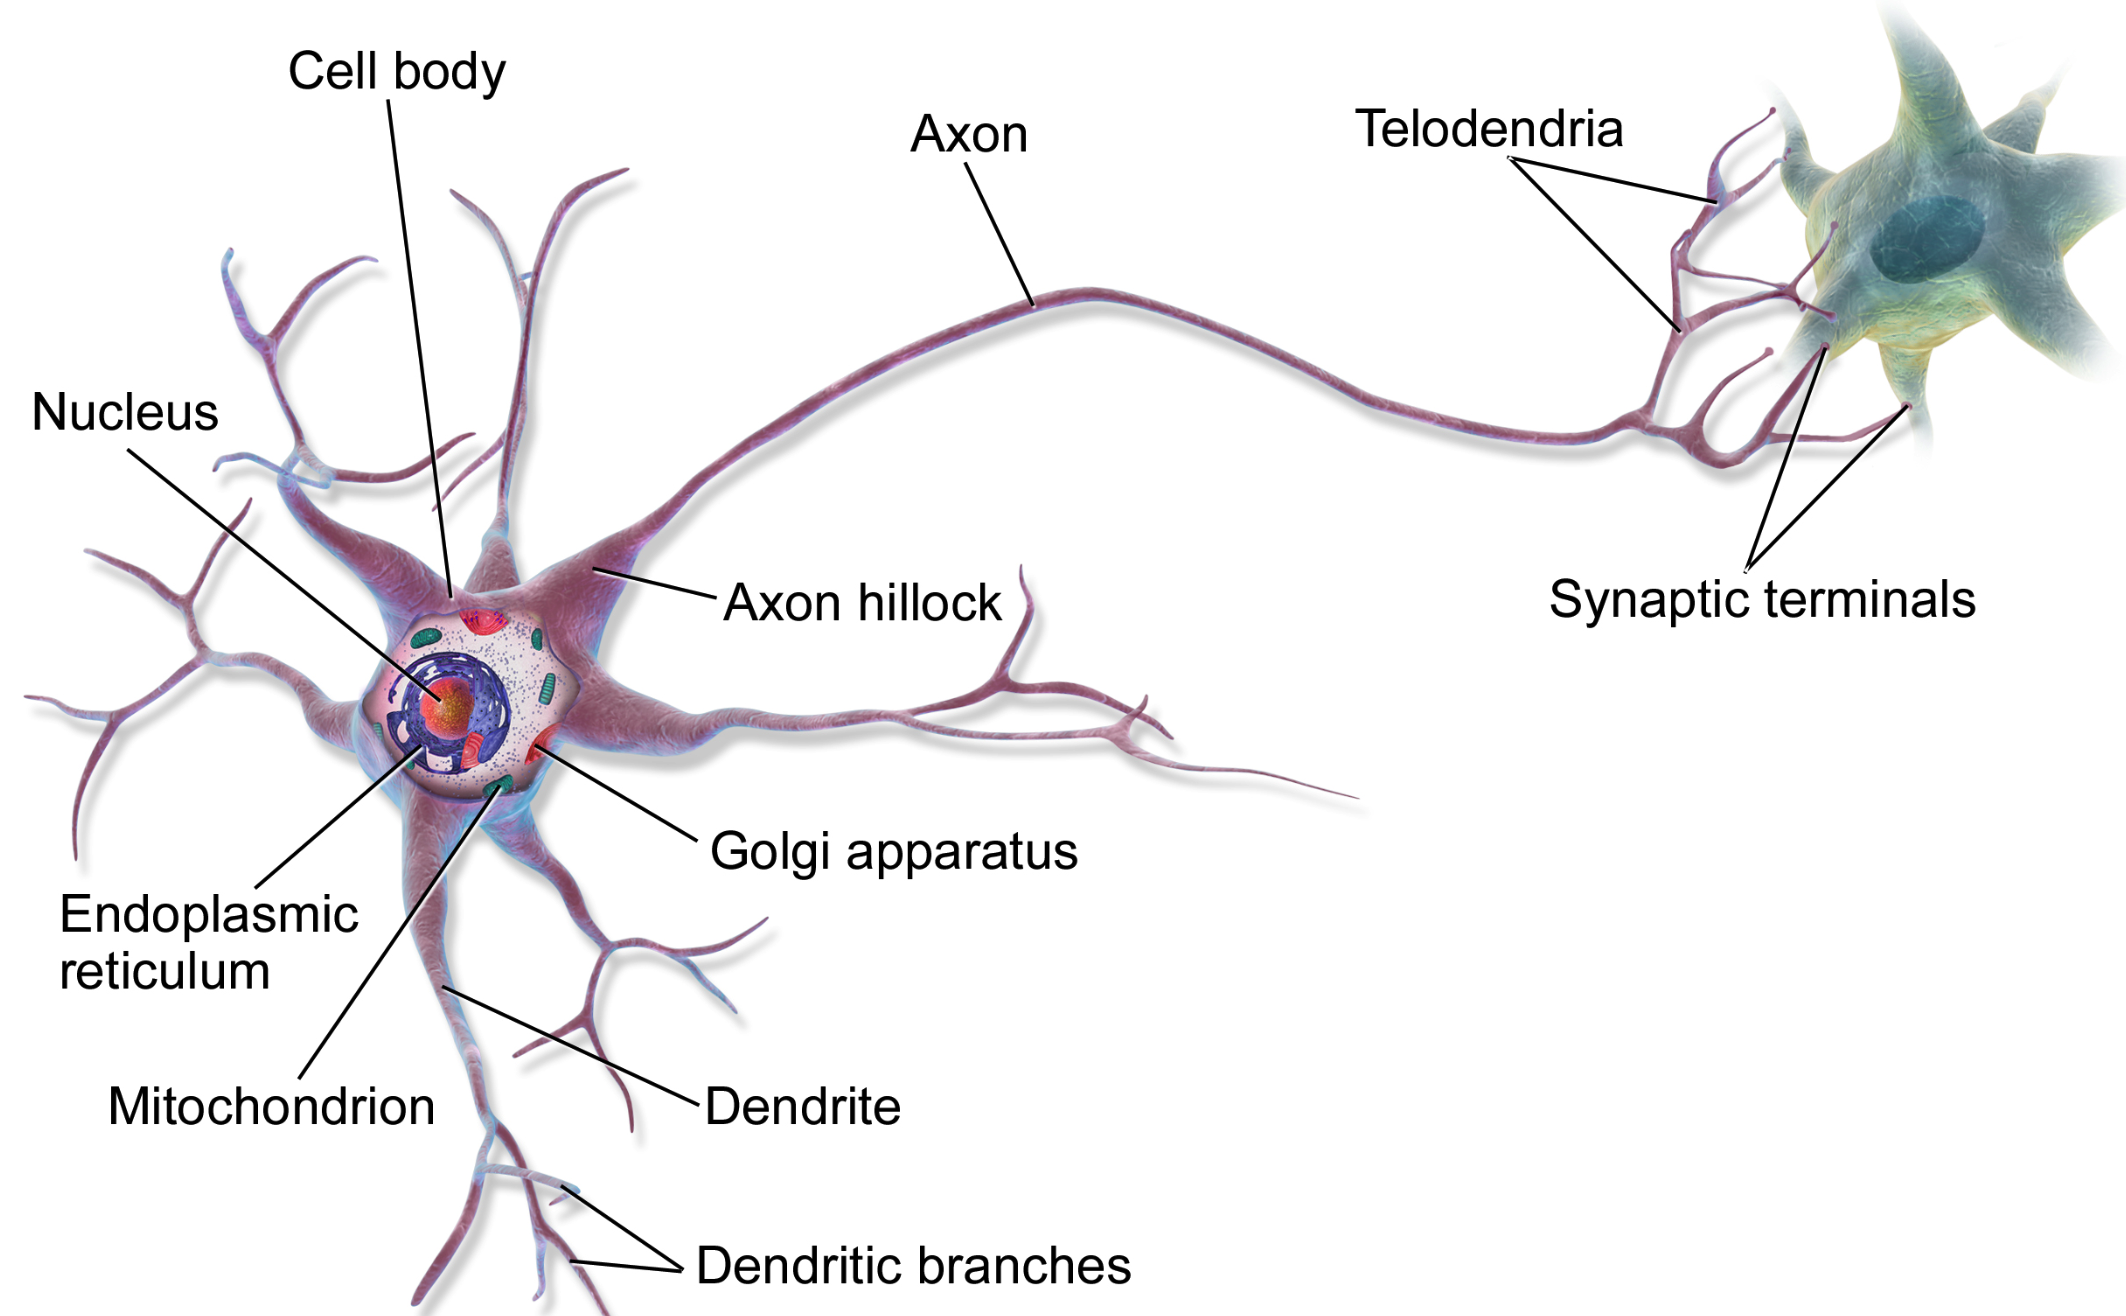 Cell body
Axon
Telodendria
Nucleus
Axon hillock
Synaptic terminals
Golgi apparatus
Endoplasmic
reticulum
Mitochondrion
Dendrite
Dendritic branches